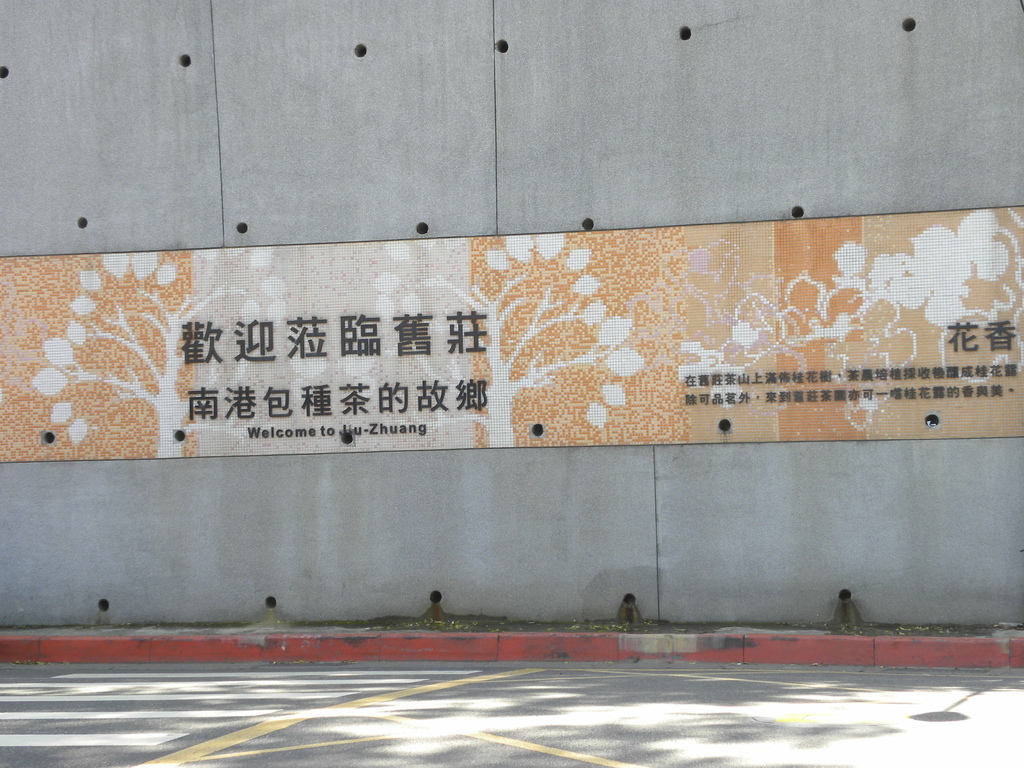 歡迎蒞臨舊莊
南港包種茶的故鄉
Welcome to Jiu-Zhuang
花香
在舊莊茶山上滿佈桂花樹，茶農培植採收後釀成桂花露
除可品茗外，來到舊莊茶園亦可一嚐桂花露的香與美。